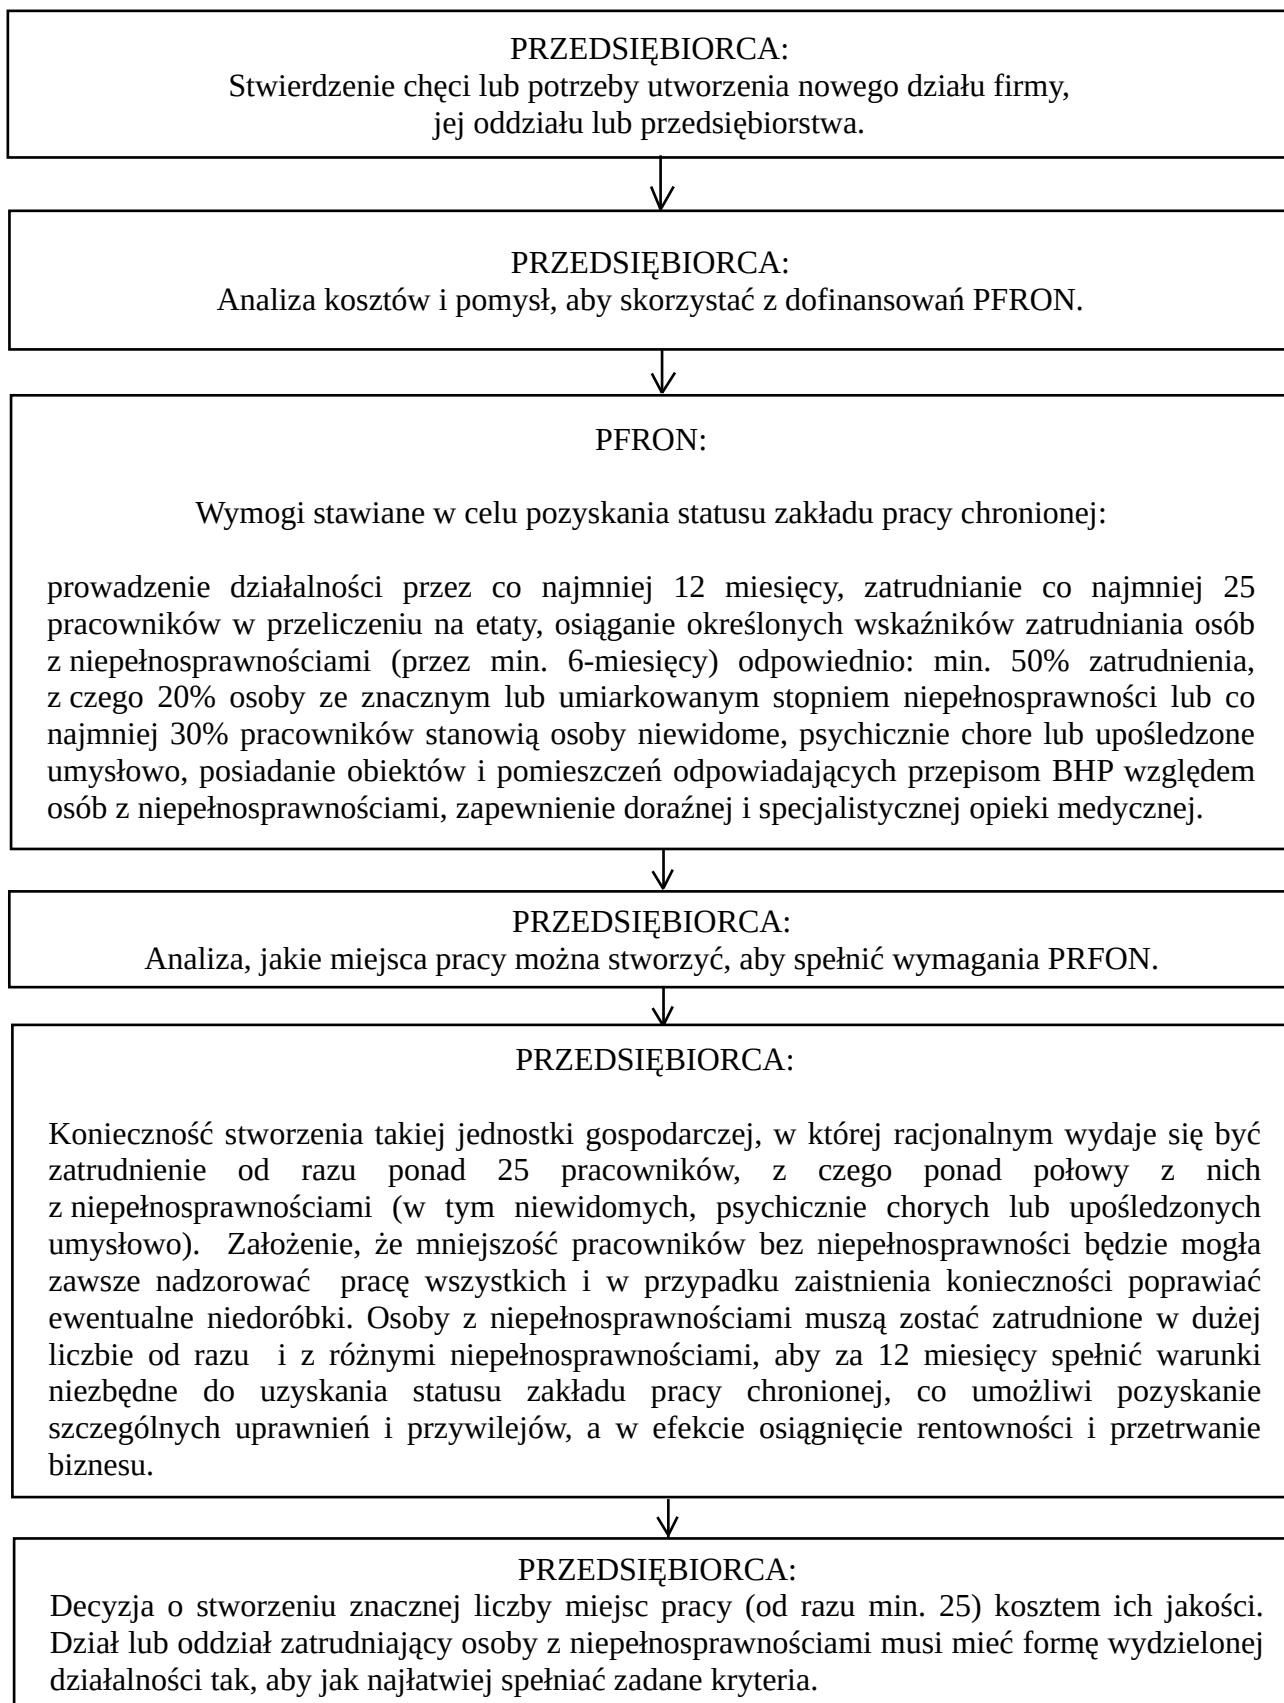 PRZEDSIĘBIORCA:
Stwierdzenie chęci lub potrzeby utworzenia nowego działu firmy,
jej oddziału lub przedsiębiorstwa.
PRZEDSIĘBIORCA:
Analiza kosztów i pomysł, aby skorzystać z dofinansowań PFRON.
PFRON:
Wymogi stawiane w celu pozyskania statusu zakładu pracy chronionej:
prowadzenie działalności przez co najmniej 12 miesięcy, zatrudnianie co najmniej 25
pracowników w przeliczeniu na etaty, osiąganie określonych wskaźników zatrudniania osób
z niepełnosprawnościami (przez min. 6-miesięcy) odpowiednio: min. 50% zatrudnienia,
z czego 20% osoby ze znacznym lub umiarkowanym stopniem niepełnosprawności lub co
najmniej 30% pracowników stanowią osoby niewidome, psychicznie chore lub upośledzone
umysłowo, posiadanie obiektów i pomieszczeń odpowiadających przepisom BHP względem
osób z niepełnosprawnościami, zapewnienie doraźnej i specjalistycznej opieki medycznej.
PRZEDSIĘBIORCA:
Analiza, jakie miejsca pracy można stworzyć, aby spełnić wymagania PRFON.
PRZEDSIĘBIORCA:
Konieczność stworzenia takiej jednostki gospodarczej, w której racjonalnym wydaje się być
zatrudnienie od razu ponad 25 pracowników, z czego ponad połowy z nich
z niepełnosprawnościami (w tym niewidomych, psychicznie chorych lub upośledzonych
umysłowo). Założenie, że mniejszość pracowników bez niepełnosprawności będzie mogła
zawsze nadzorować pracę wszystkich i w przypadku zaistnienia konieczności poprawiać
ewentualne niedoróbki. Osoby z niepełnosprawnościami muszą zostać zatrudnione w dużej
liczbie od razu i z różnymi niepełnosprawnościami, aby za 12 miesięcy spełnić warunki
niezbędne do uzyskania statusu zakładu pracy chronionej, co umożliwi pozyskanie
szczególnych uprawnień i przywilejów, a w efekcie osiągnięcie rentowności i przetrwanie
biznesu.
PRZEDSIĘBIORCA:
Decyzja o stworzeniu znacznej liczby miejsc pracy (od razu min. 25) kosztem ich jakości.
Dział lub oddział zatrudniający osoby z niepełnosprawnościami musi mieć formę wydzielonej
działalności tak, aby jak najłatwiej spełniać zadane kryteria.